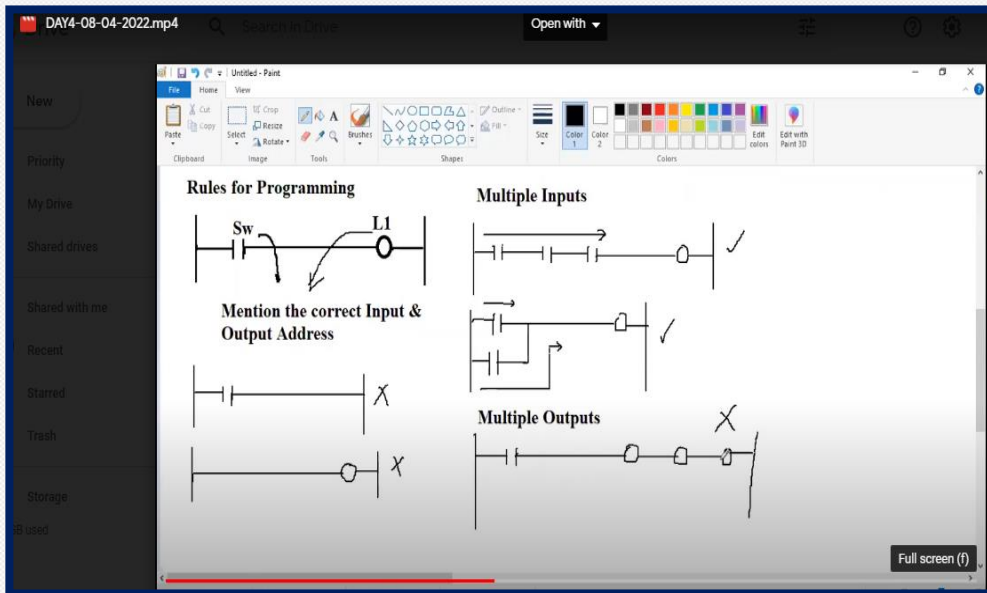 DAY4-08-04-2022.mp4
Search in Drive
Open with
New
Priority
My Drive
Shared drives
Shared with me
Recent
Starred
Trash
Storage
GB used
Untitled - Paint
File Home View
Paste
Cut
Copy
Clipboard
Select
Crop
Resize
Rotate
Image
A
Tools
Brushes
Outline
Fill
Shapes
Size
Color 1
Color 2
Edit colors
Colors
Edit with Paint 3D
Rules for Programming
Sw L1
Mention the correct Input &
Output Address
X
X
Multiple Inputs
Multiple Outputs
X
Full screen (f)